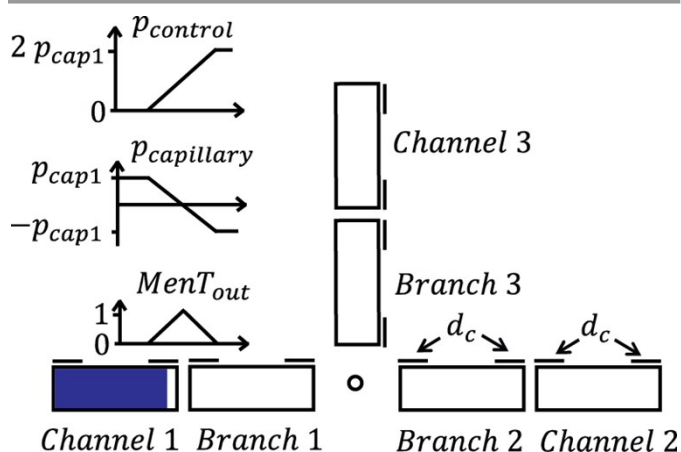 p_control
2 p_cap1
0
p_capillary
p_cap1
−p_cap1
MenT_out
1
0
Channel 3
Branch 3
d_c
d_c
Channel 1 Branch 1 Branch 2 Channel 2